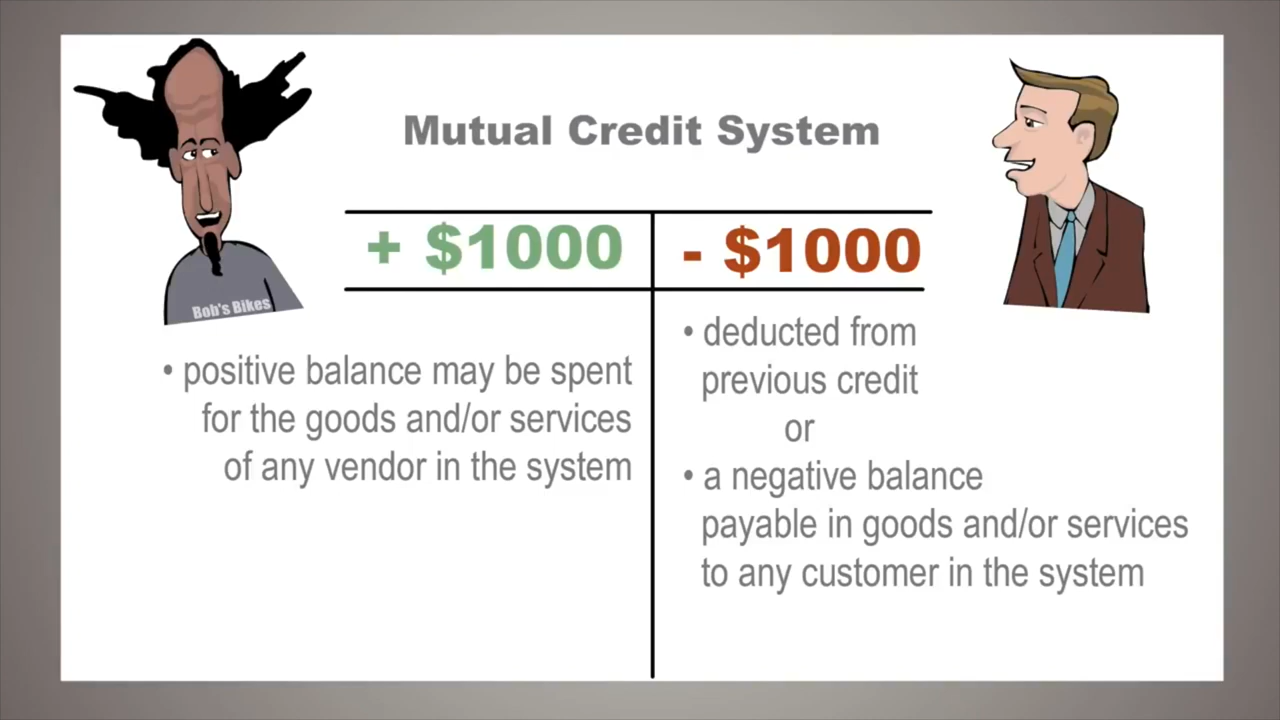 Mutual Credit System
+ $1000
- $1000
Bob's Bikes
• positive balance may be spent
for the goods and/or services
of any vendor in the system
• deducted from
previous credit
or
• a negative balance
payable in goods and/or services
to any customer in the system